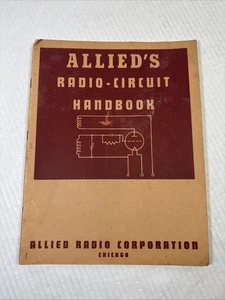 ALLIED'S
RADIO-CIRCUIT
HANDBOOK
ALLIED RADIO CORPORATION
CHICAGO